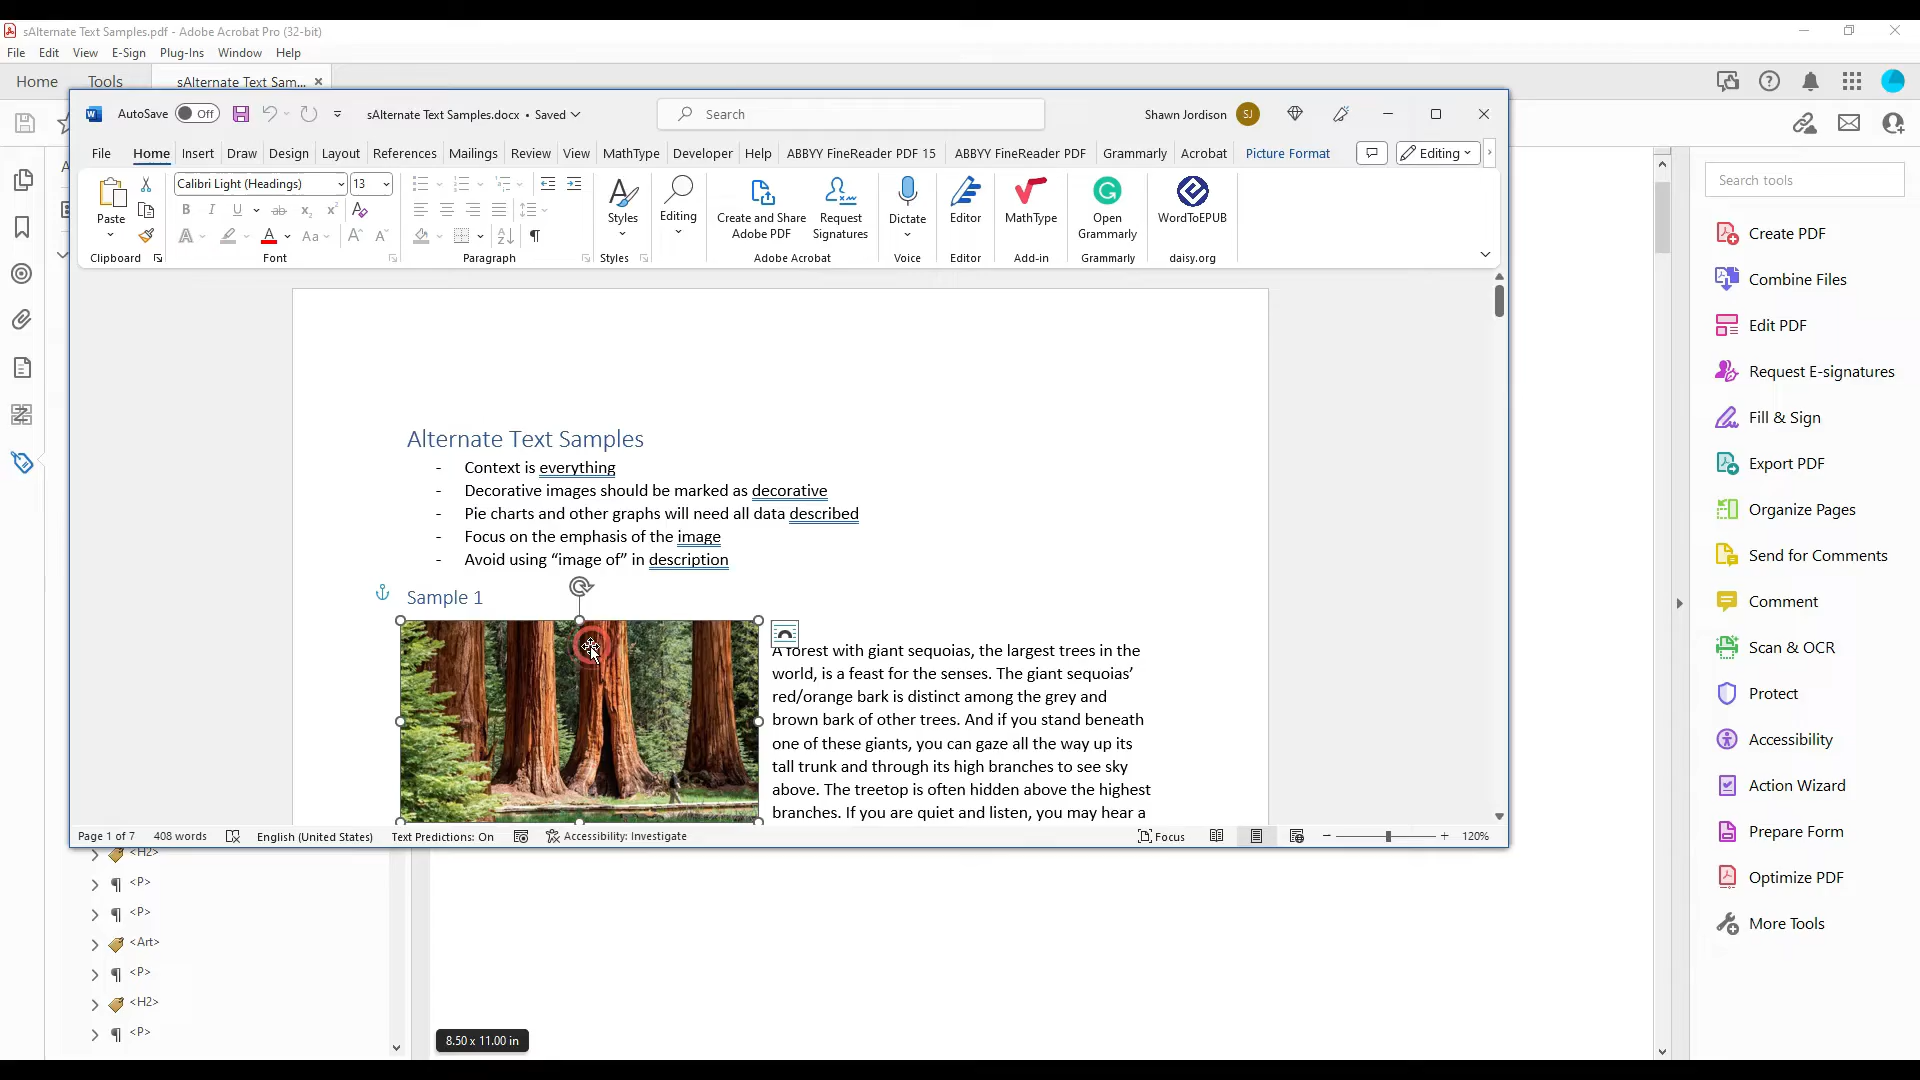 sAlternate Text Samples.pdf - Adobe Acrobat Pro (32-bit)
File Edit View E-Sign Plug-Ins Window Help
Home Tools sAlternate Text Sam... ×
AutoSave Off sAlternate Text Samples.docx • Saved Search Shawn Jordison SJ
File Home Insert Draw Design Layout References Mailings Review View MathType Developer Help ABBYY FineReader PDF 15 ABBYY FineReader PDF Grammarly Acrobat Picture Format Editing
Paste
Clipboard
Calibri Light (Headings) 13
B I U ab x₂ x²
A A Aa A A
Font
Paragraph
Styles
Styles
Editing
Create and Share
Adobe PDF
Request
Signatures
Adobe Acrobat
Dictate
Voice
Editor
Editor
MathType
Add-in
Open
Grammarly
Grammarly
WordToEPUB
daisy.org
Alternate Text Samples
- Context is everything
- Decorative images should be marked as decorative
- Pie charts and other graphs will need all data described
- Focus on the emphasis of the image
- Avoid using “image of” in description
Sample 1
A forest with giant sequoias, the largest trees in the
world, is a feast for the senses. The giant sequoias’
red/orange bark is distinct among the grey and
brown bark of other trees. And if you stand beneath
one of these giants, you can gaze all the way up its
tall trunk and through its high branches to see sky
above. The treetop is often hidden above the highest
branches. If you are quiet and listen, you may hear a
Page 1 of 7 408 words English (United States) Text Predictions: On Accessibility: Investigate Focus 120%
<H2>
<P>
<P>
<Art>
<P>
<H2>
<P>
8.50 x 11.00 in
Search tools
Create PDF
Combine Files
Edit PDF
Request E-signatures
Fill & Sign
Export PDF
Organize Pages
Send for Comments
Comment
Scan & OCR
Protect
Accessibility
Action Wizard
Prepare Form
Optimize PDF
More Tools